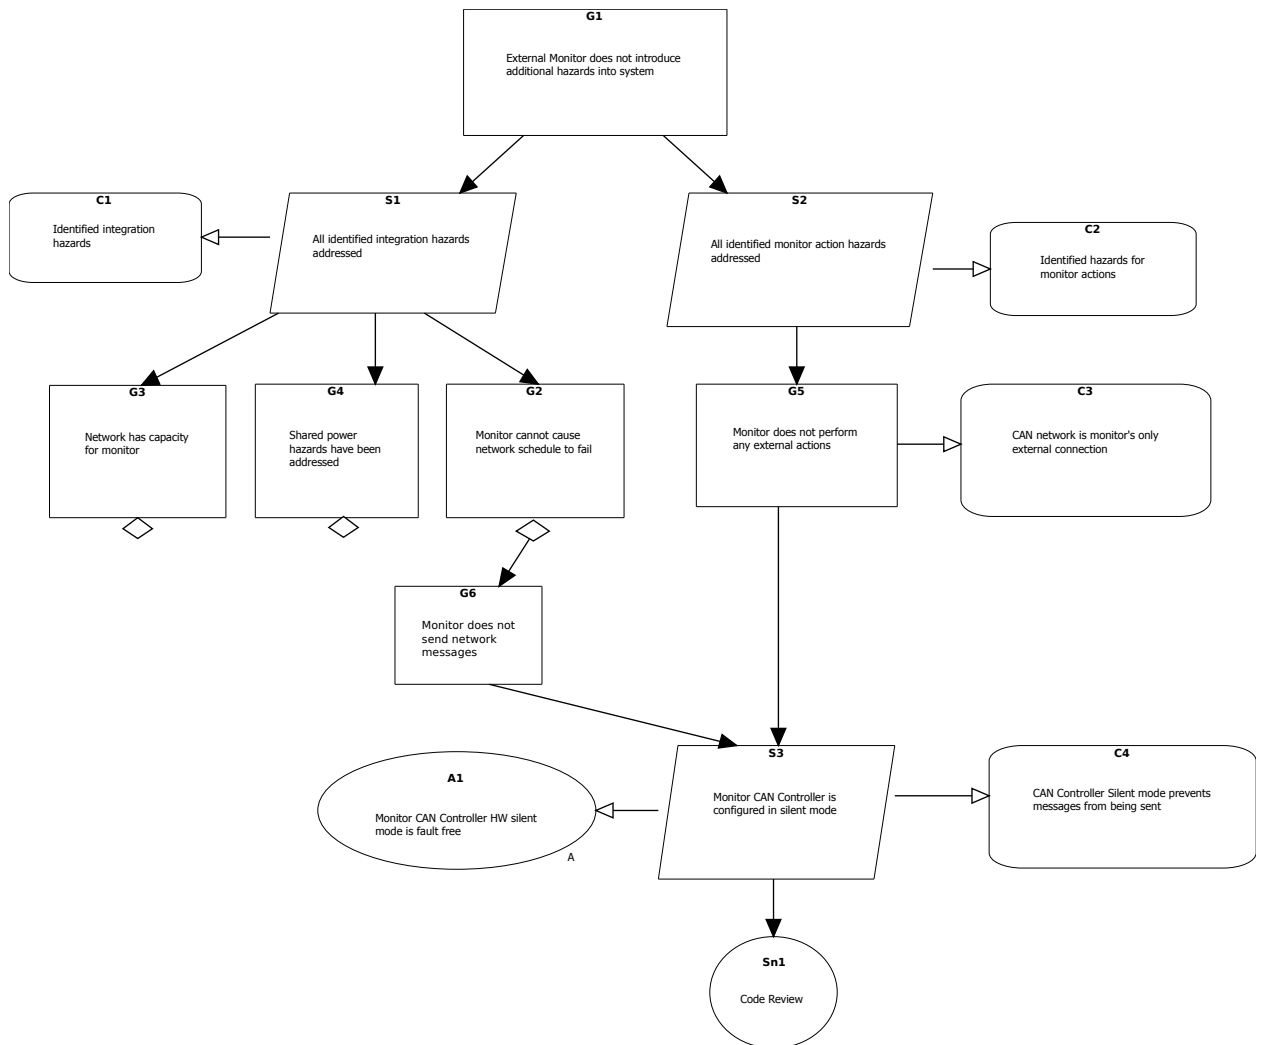 G1
External Monitor does not introduce
additional hazards into system
C1
Identified integration
hazards
S1
All identified integration hazards
addressed
S2
All identified monitor action hazards
addressed
C2
Identified hazards for
monitor actions
G3
Network has capacity
for monitor
G4
Shared power
hazards have been
addressed
G2
Monitor cannot cause
network schedule to fail
G5
Monitor does not perform
any external actions
C3
CAN network is monitor's only
external connection
G6
Monitor does not
send network
messages
A1
Monitor CAN Controller HW silent
mode is fault free
A
S3
Monitor CAN Controller is
configured in silent mode
C4
CAN Controller Silent mode prevents
messages from being sent
Sn1
Code Review